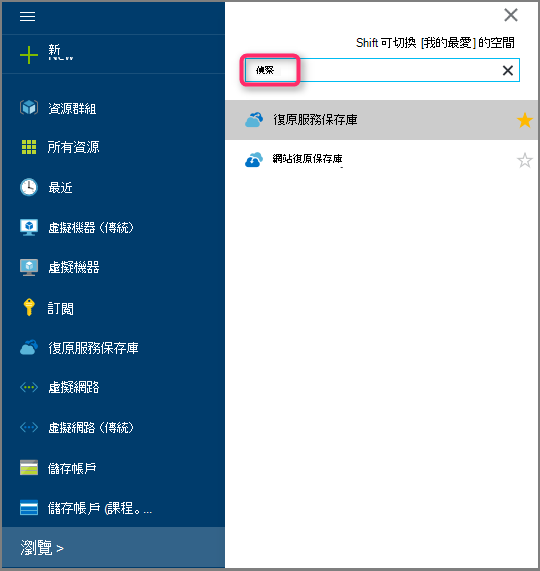 新
New
資源群組
所有資源
最近
虛擬機器 (傳統)
虛擬機器
訂閱
復原服務保存庫
虛擬網路
虛擬網路 (傳統)
儲存帳戶
儲存帳戶 (課程。...
瀏覽 >
Shift 可切換 [我的最愛] 的空間
偵察
復原服務保存庫
網站復原保存庫